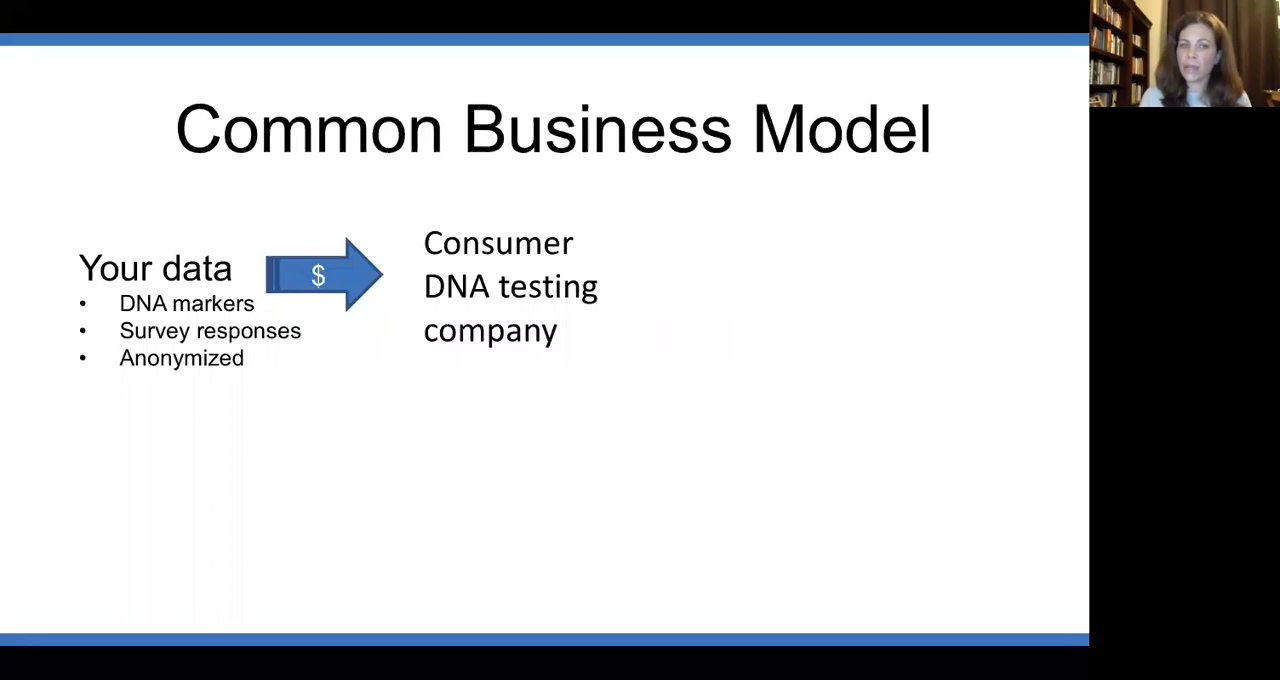 Common Business Model
Your data
• DNA markers
• Survey responses
• Anonymized
$
Consumer
DNA testing
company